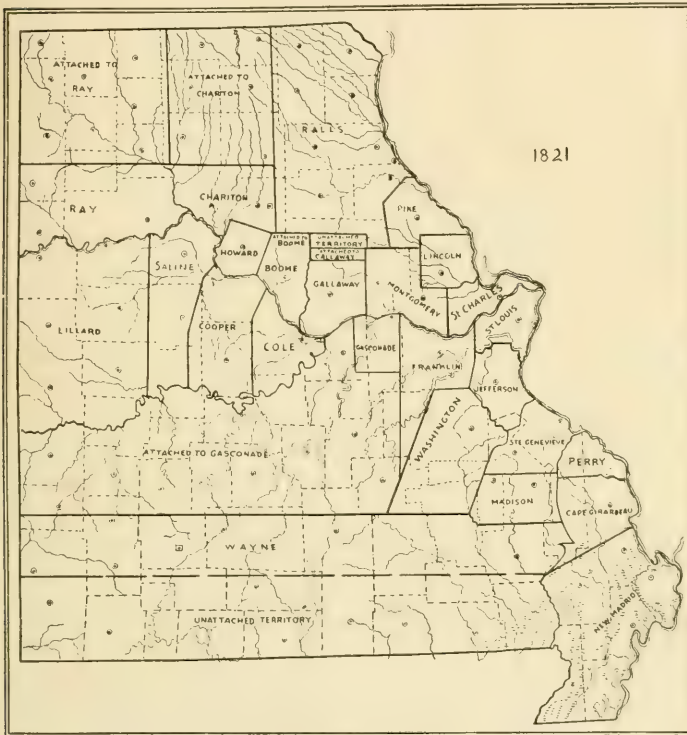 ATTACHED TO
RAY
ATTACHED TO
CHARITON
RALLS
1821
RAY
CHARITON
PIKE
ATTACHED TO
BOONE
UNATTACHED
TERRITORY
ATTACHED TO
CALLAWAY
HOWARD
BOONE
LINCOLN
SALINE
CALLAWAY
MONTGOMERY
ST CHARLES
ST LOUIS
LILLARD
COOPER
COLE
GASCONADE
FRANKLIN
JEFFERSON
WASHINGTON
STE GENEVIEVE
ATTACHED TO GASCONADE
PERRY
MADISON
CAPE GIRARDEAU
WAYNE
NEW MADRID
UNATTACHED TERRITORY